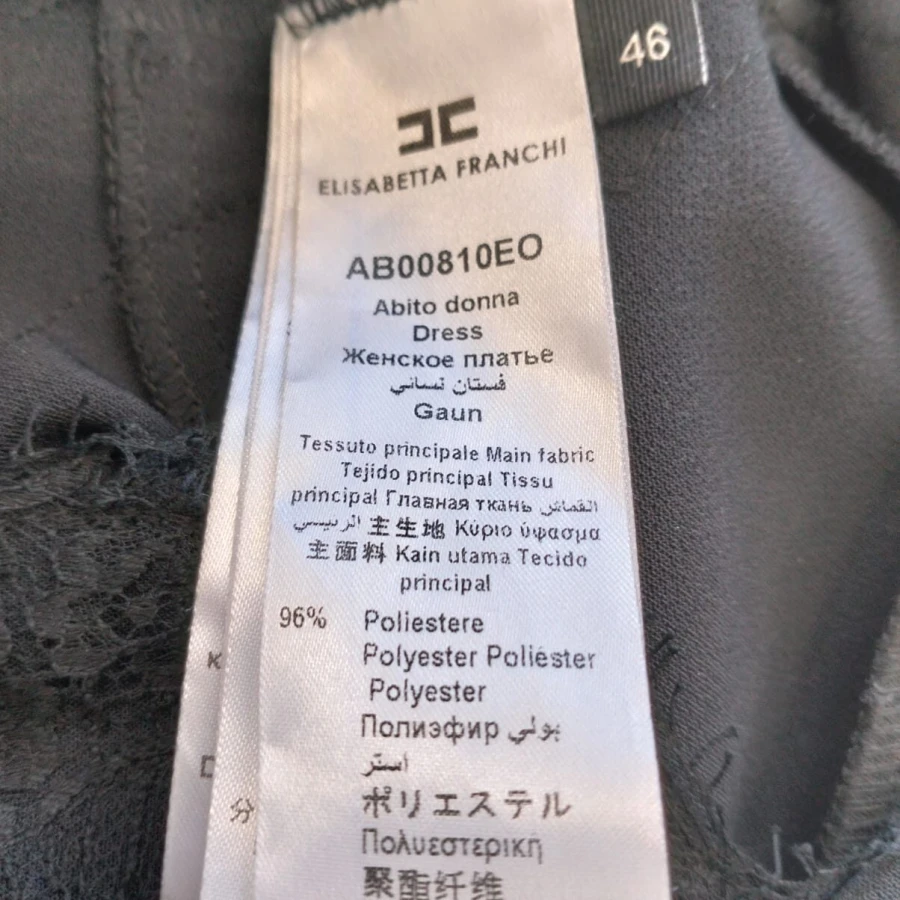 46
ELISABETTA FRANCHI
AB00810EO
Abito donna
Dress
Женское платье
فستان نسائي
Gaun
Tessuto principale Main fabric
Tejido principal Tissu
principal Главная ткань القماش
الرئيسي 主生地 Κύριο ύφασμα
主面料 Kain utama Tecido
principal
96% Poliestere
Polyester Poliéster
Polyester
Полиэфир بولي
استر
ポリエステル
Πολυεστερική
聚酯纤维
分